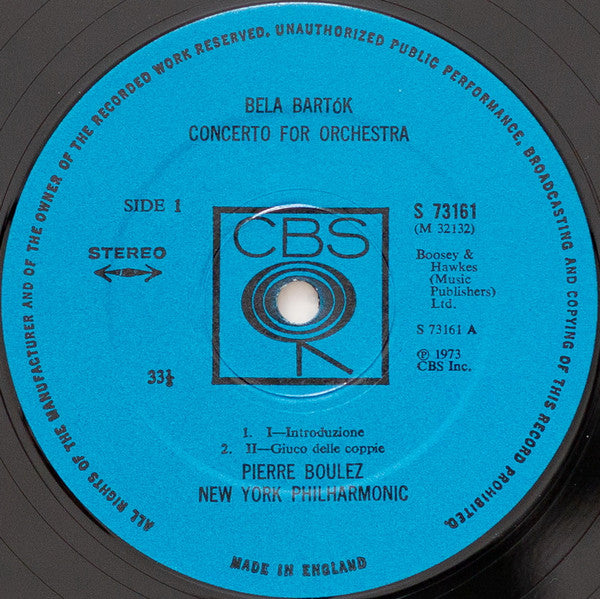 ALL RIGHTS OF THE MANUFACTURER AND OF THE OWNER OF THE RECORDED WORK RESERVED. UNAUTHORIZED PUBLIC PERFORMANCE, BROADCASTING AND COPYING OF THIS RECORD PROHIBITED.
BELA BARTóK
CONCERTO FOR ORCHESTRA
SIDE 1
STEREO
33⅓
CBS
S 73161
(M 32132)
Boosey &
Hawkes
(Music
Publishers)
Ltd.
S 73161 A
℗ 1973
CBS Inc.
1. I—Introduzione
2. II—Giuco delle coppie
PIERRE BOULEZ
NEW YORK PHILHARMONIC
MADE IN ENGLAND